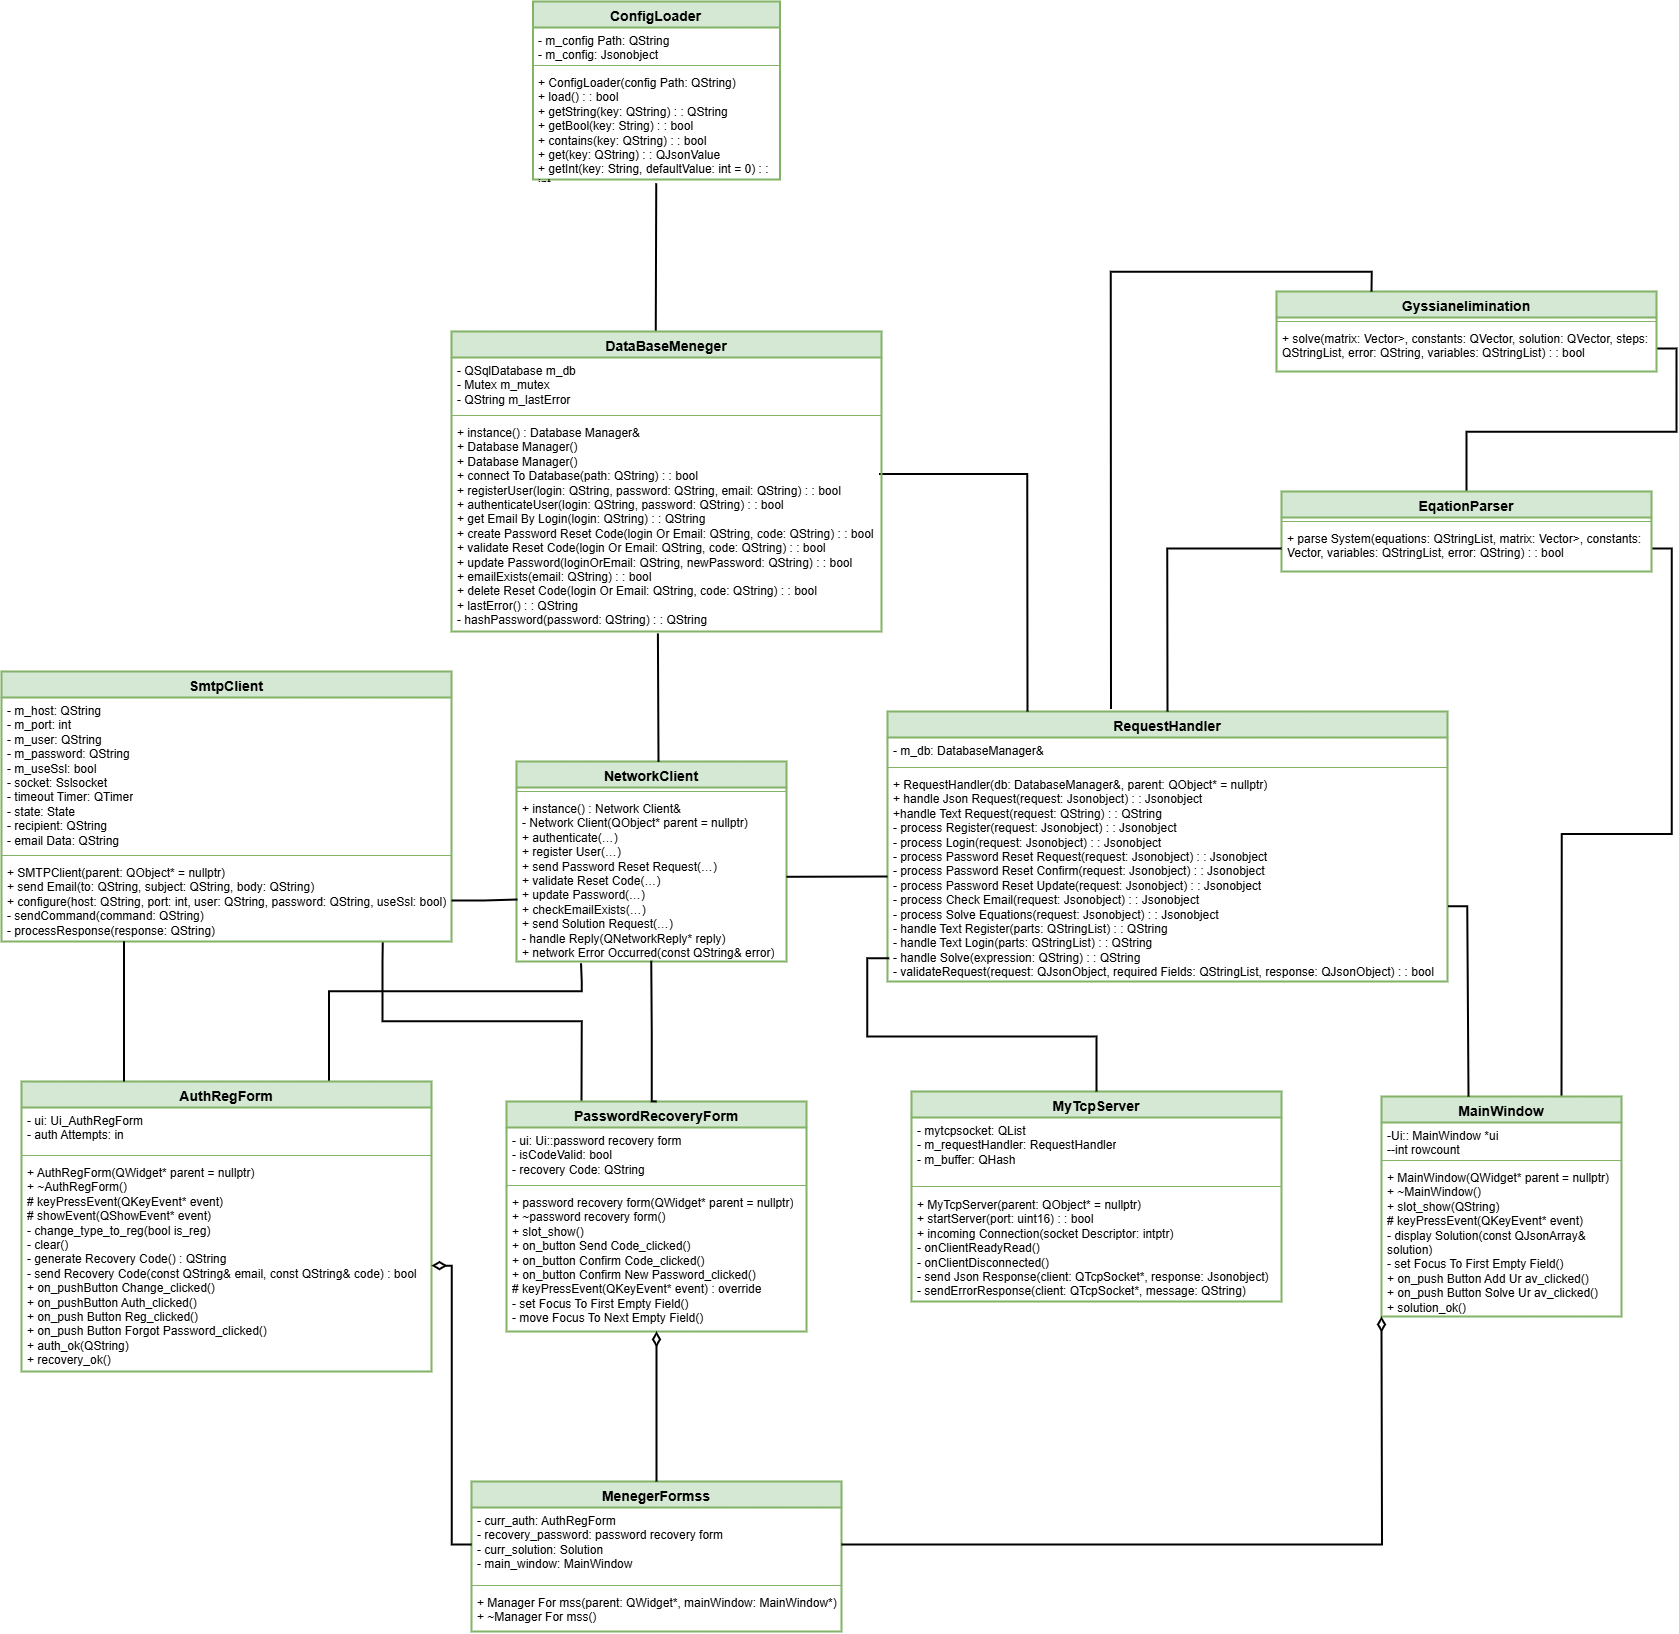 ConfigLoader
- m_config Path: QString
- m_config: Jsonobject
+ ConfigLoader(config Path: QString)
+ load() : : bool
+ getString(key: QString) : : QString
+ getBool(key: String) : : bool
+ contains(key: QString) : : bool
+ get(key: QString) : : QJsonValue
+ getInt(key: String, defaultValue: int = 0) : :
Gyssianelimination
+ solve(matrix: Vector>, constants: QVector, solution: QVector, steps:
QStringList, error: QString, variables: QStringList) : : bool
DataBaseMeneger
- QSqlDatabase m_db
- Mutex m_mutex
- QString m_lastError
+ instance() : Database Manager&
+ Database Manager()
+ Database Manager()
+ connect To Database(path: QString) : : bool
+ registerUser(login: QString, password: QString, email: QString) : : bool
+ authenticateUser(login: QString, password: QString) : : bool
+ get Email By Login(login: QString) : : QString
+ create Password Reset Code(login Or Email: QString, code: QString) : : bool
+ validate Reset Code(login Or Email: QString, code: QString) : : bool
+ update Password(loginOrEmail: QString, newPassword: QString) : : bool
+ emailExists(email: QString) : : bool
+ delete Reset Code(login Or Email: QString, code: QString) : : bool
+ lastError() : : QString
- hashPassword(password: QString) : : QString
EqationParser
+ parse System(equations: QStringList, matrix: Vector>, constants:
Vector, variables: QStringList, error: QString) : : bool
SmtpClient
- m_host: QString
- m_port: int
- m_user: QString
- m_password: QString
- m_useSsl: bool
- socket: Sslsocket
- timeout Timer: QTimer
- state: State
- recipient: QString
- email Data: QString
+ SMTPClient(parent: QObject* = nullptr)
+ send Email(to: QString, subject: QString, body: QString)
+ configure(host: QString, port: int, user: QString, password: QString, useSsl: bool)
- sendCommand(command: QString)
- processResponse(response: QString)
NetworkClient
+ instance() : Network Client&
- Network Client(QObject* parent = nullptr)
+ authenticate(…)
+ register User(…)
+ send Password Reset Request(…)
+ validate Reset Code(…)
+ update Password(…)
+ checkEmailExists(…)
+ send Solution Request(…)
- handle Reply(QNetworkReply* reply)
+ network Error Occurred(const QString& error)
RequestHandler
- m_db: DatabaseManager&
+ RequestHandler(db: DatabaseManager&, parent: QObject* = nullptr)
+ handle Json Request(request: Jsonobject) : : Jsonobject
+handle Text Request(request: QString) : : QString
- process Register(request: Jsonobject) : : Jsonobject
- process Login(request: Jsonobject) : : Jsonobject
- process Password Reset Request(request: Jsonobject) : : Jsonobject
- process Password Reset Confirm(request: Jsonobject) : : Jsonobject
- process Password Reset Update(request: Jsonobject) : : Jsonobject
- process Check Email(request: Jsonobject) : : Jsonobject
- process Solve Equations(request: Jsonobject) : : Jsonobject
- handle Text Register(parts: QStringList) : : QString
- handle Text Login(parts: QStringList) : : QString
- handle Solve(expression: QString) : : QString
- validateRequest(request: QJsonObject, required Fields: QStringList, response: QJsonObject) : : bool
AuthRegForm
- ui: Ui_AuthRegForm
- auth Attempts: in
+ AuthRegForm(QWidget* parent = nullptr)
+ ~AuthRegForm()
# keyPressEvent(QKeyEvent* event)
# showEvent(QShowEvent* event)
- change_type_to_reg(bool is_reg)
- clear()
- generate Recovery Code() : QString
- send Recovery Code(const QString& email, const QString& code) : bool
+ on_pushButton Change_clicked()
+ on_pushButton Auth_clicked()
+ on_push Button Reg_clicked()
+ on_push Button Forgot Password_clicked()
+ auth_ok(QString)
+ recovery_ok()
PasswordRecoveryForm
- ui: Ui::password recovery form
- isCodeValid: bool
- recovery Code: QString
+ password recovery form(QWidget* parent = nullptr)
+ ~password recovery form()
+ slot_show()
+ on_button Send Code_clicked()
+ on_button Confirm Code_clicked()
+ on_button Confirm New Password_clicked()
# keyPressEvent(QKeyEvent* event) : override
- set Focus To First Empty Field()
- move Focus To Next Empty Field()
MyTcpServer
- mytcpsocket: QList
- m_requestHandler: RequestHandler
- m_buffer: QHash
+ MyTcpServer(parent: QObject* = nullptr)
+ startServer(port: uint16) : : bool
+ incoming Connection(socket Descriptor: intptr)
- onClientReadyRead()
- onClientDisconnected()
- send Json Response(client: QTcpSocket*, response: Jsonobject)
- sendErrorResponse(client: QTcpSocket*, message: QString)
MainWindow
-Ui:: MainWindow *ui
--int rowcount
+ MainWindow(QWidget* parent = nullptr)
+ ~MainWindow()
+ slot_show(QString)
# keyPressEvent(QKeyEvent* event)
- display Solution(const QJsonArray&
solution)
- set Focus To First Empty Field()
+ on_push Button Add Ur av_clicked()
+ on_push Button Solve Ur av_clicked()
+ solution_ok()
MenegerFormss
- curr_auth: AuthRegForm
- recovery_password: password recovery form
- curr_solution: Solution
- main_window: MainWindow
+ Manager For mss(parent: QWidget*, mainWindow: MainWindow*)
+ ~Manager For mss()